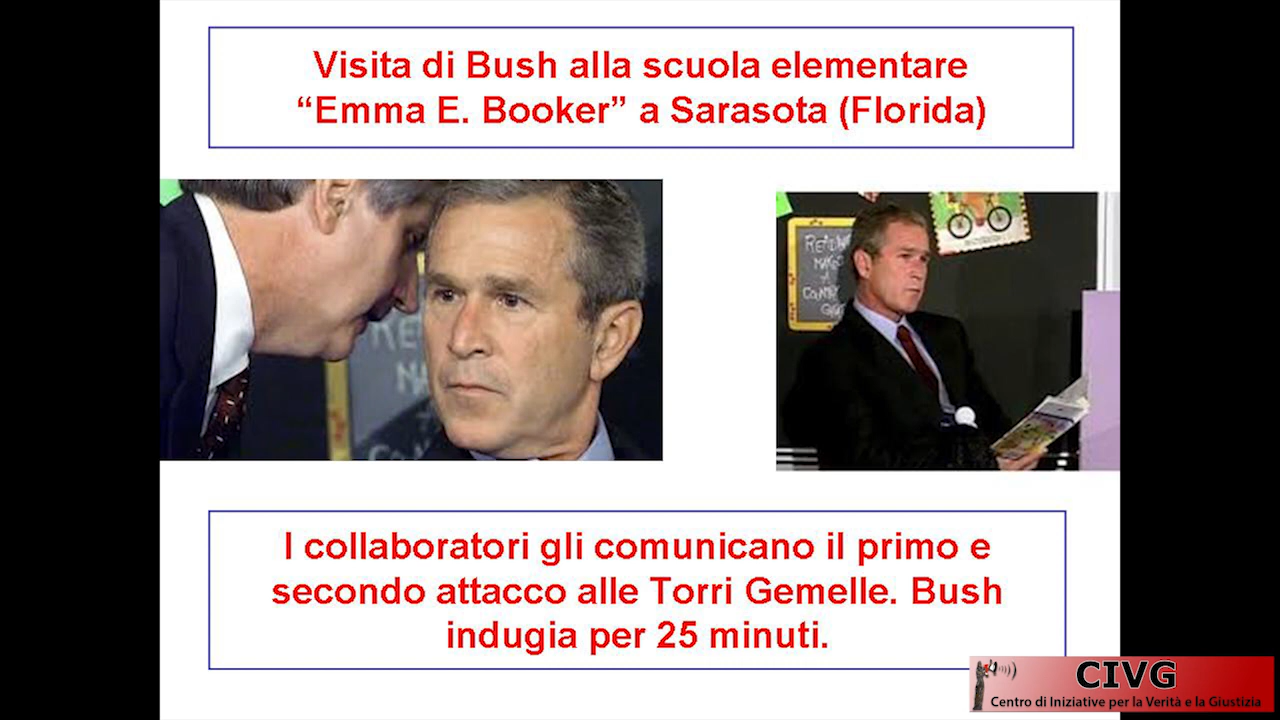 Visita di Bush alla scuola elementare
“Emma E. Booker” a Sarasota (Florida)
I collaboratori gli comunicano il primo e
secondo attacco alle Torri Gemelle. Bush
indugia per 25 minuti.
CIVG
Centro di Iniziative per la Verità e la Giustizia